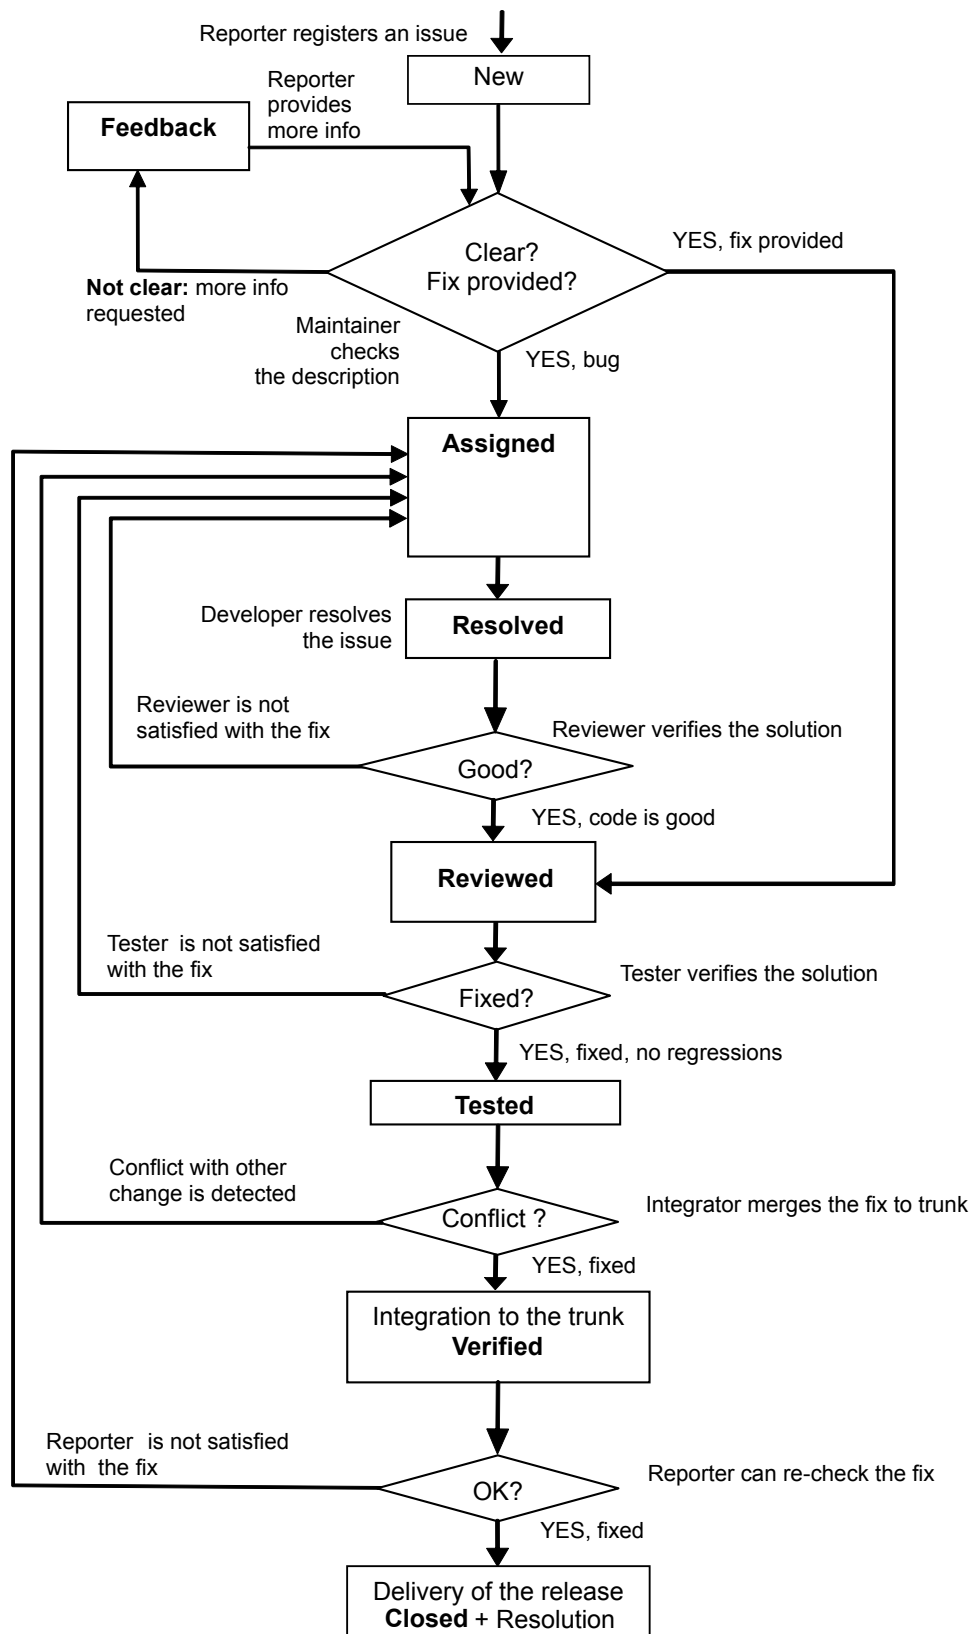 Reporter registers an issue
New
Reporter
provides
more info
Feedback
Clear?
Fix provided?
YES, fix provided
Not clear: more info
requested
Maintainer
checks
the description
YES, bug
Assigned
Developer resolves
the issue
Resolved
Reviewer is not
satisfied with the fix
Reviewer verifies the solution
Good?
YES, code is good
Reviewed
Tester is not satisfied
with the fix
Tester verifies the solution
Fixed?
YES, fixed, no regressions
Tested
Conflict with other
change is detected
Integrator merges the fix to trunk
Conflict ?
YES, fixed
Integration to the trunk
Verified
Reporter is not satisfied
with the fix
Reporter can re-check the fix
OK?
YES, fixed
Delivery of the release
Closed + Resolution